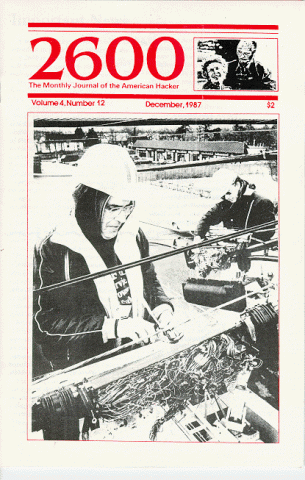 2600
The Monthly Journal of the American Hacker
Volume 4, Number 12 December, 1987 $2